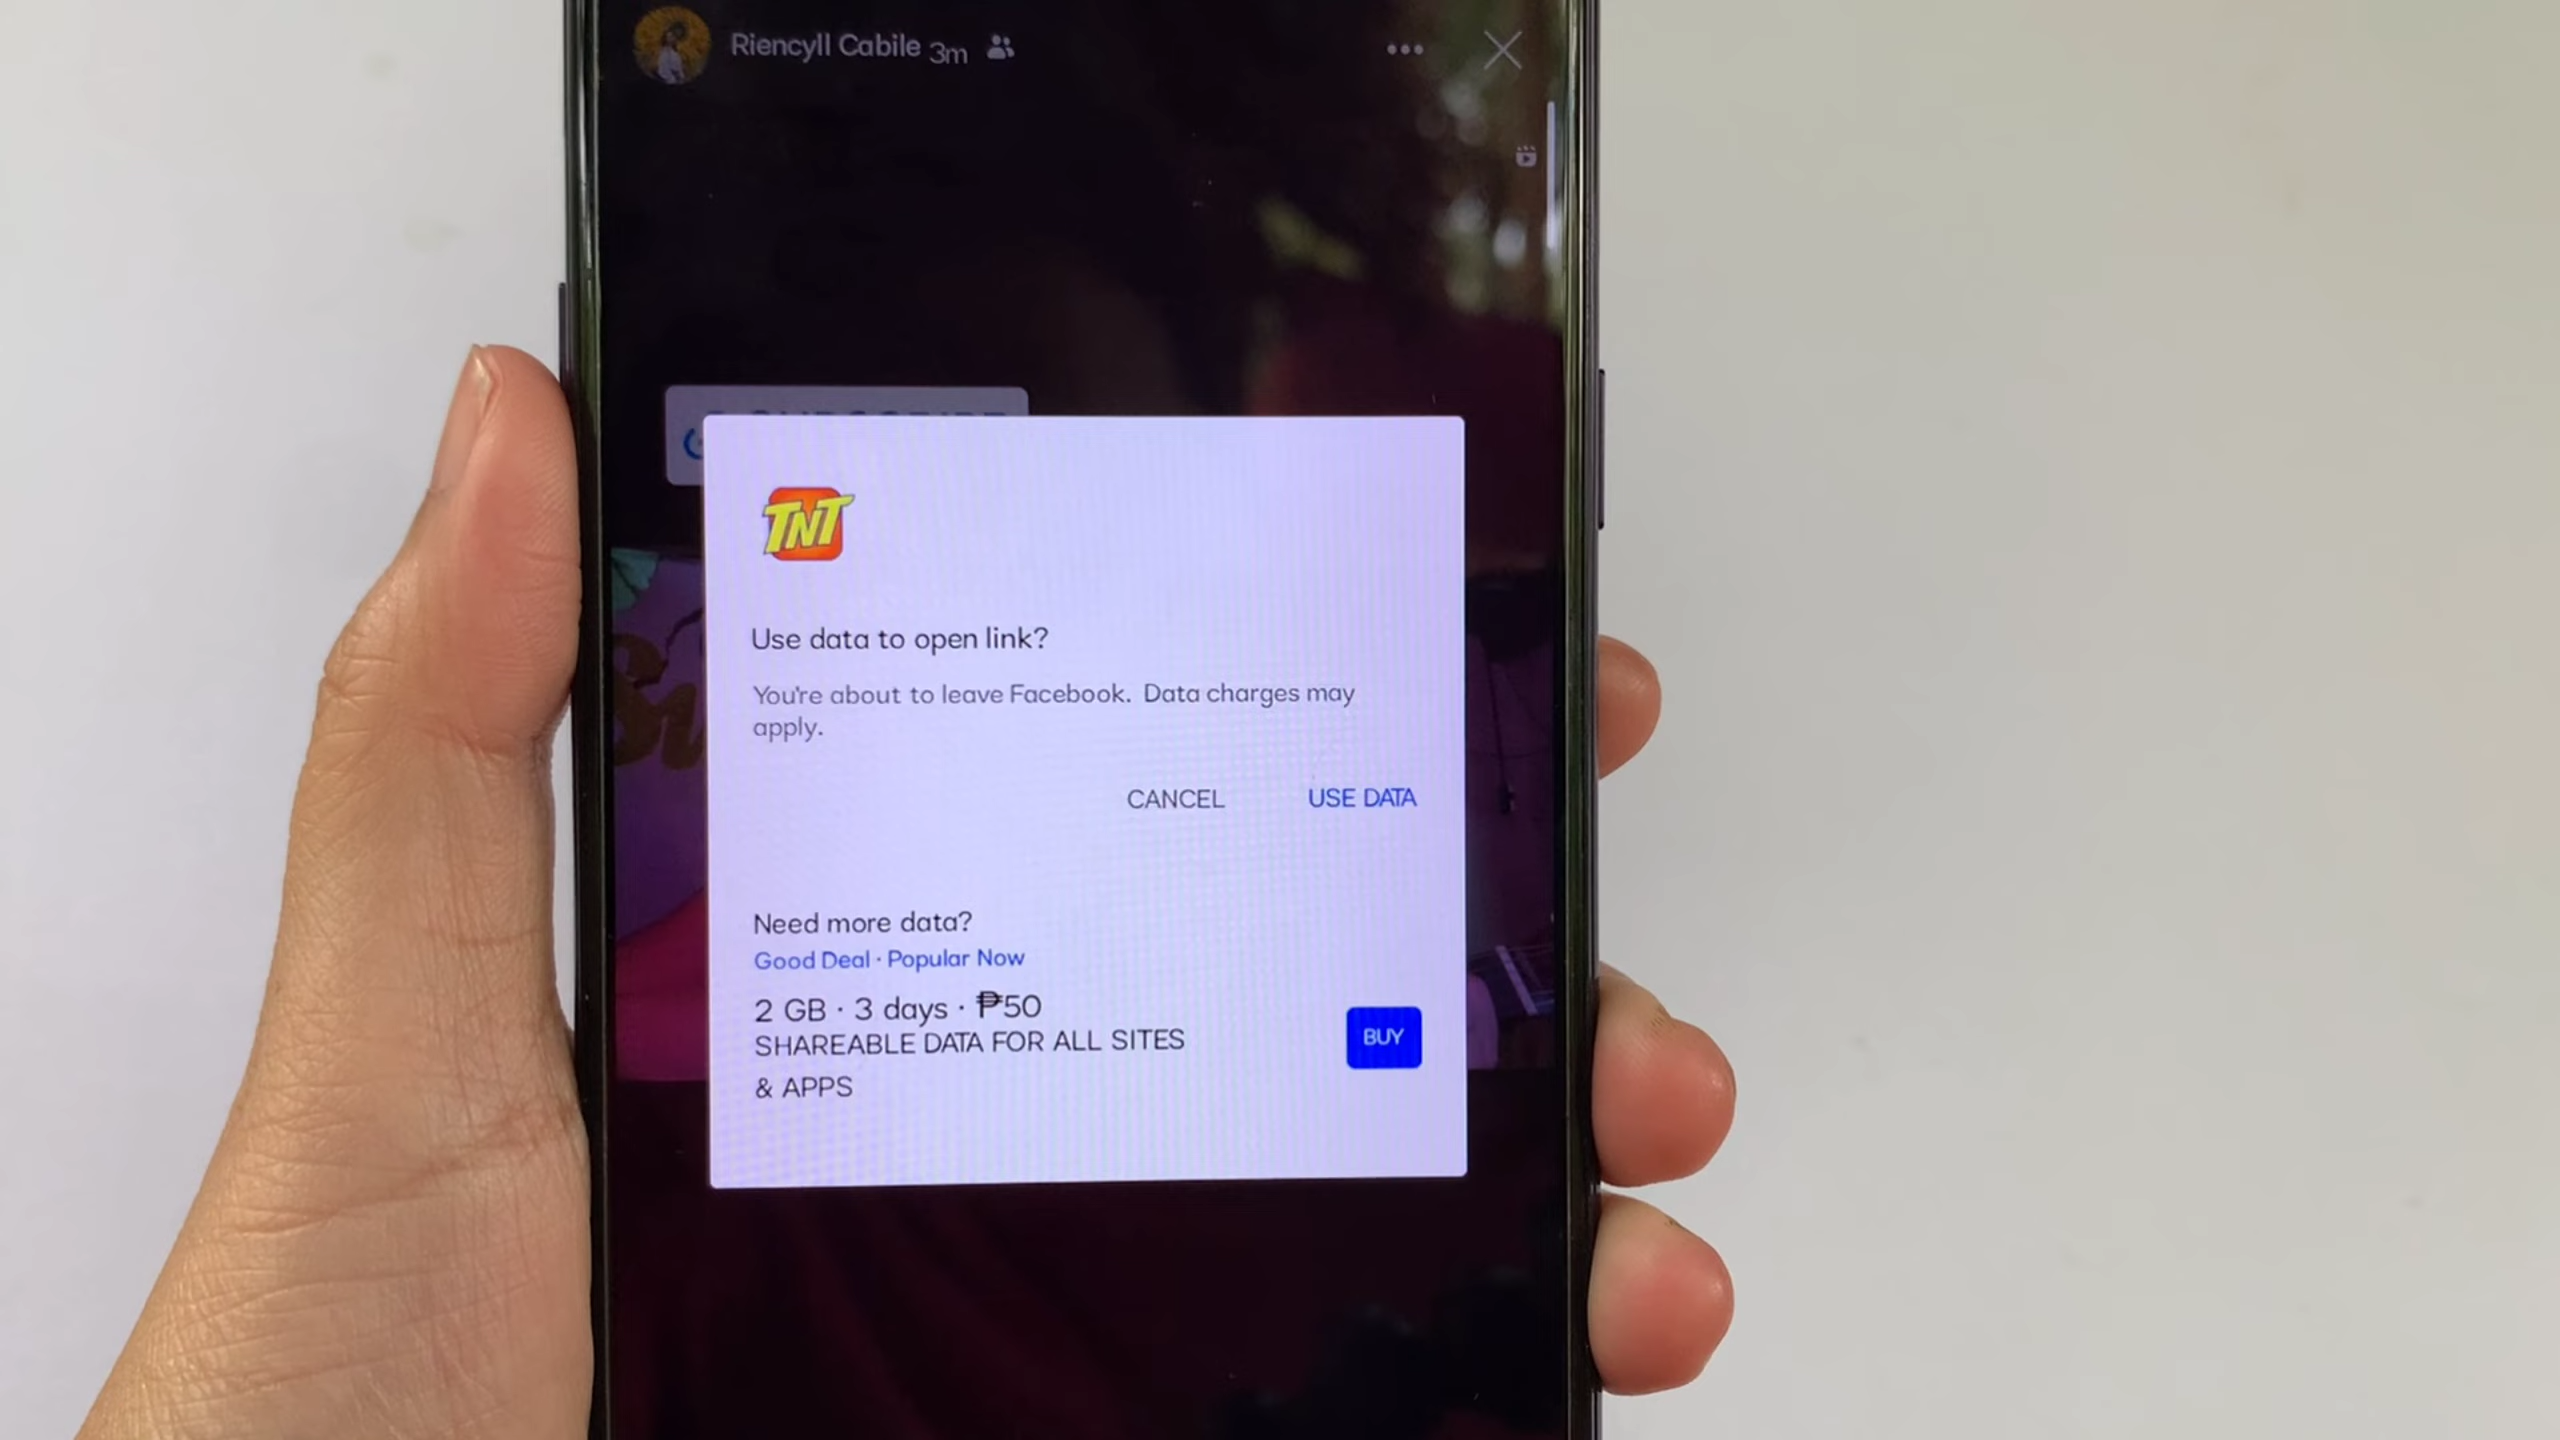 Riencyll Cabile 3m
TNT
Use data to open link?
You're about to leave Facebook. Data charges may
apply.
CANCEL USE DATA
Need more data?
Good Deal · Popular Now
2 GB · 3 days · ₱50
SHAREABLE DATA FOR ALL SITES
& APPS
BUY